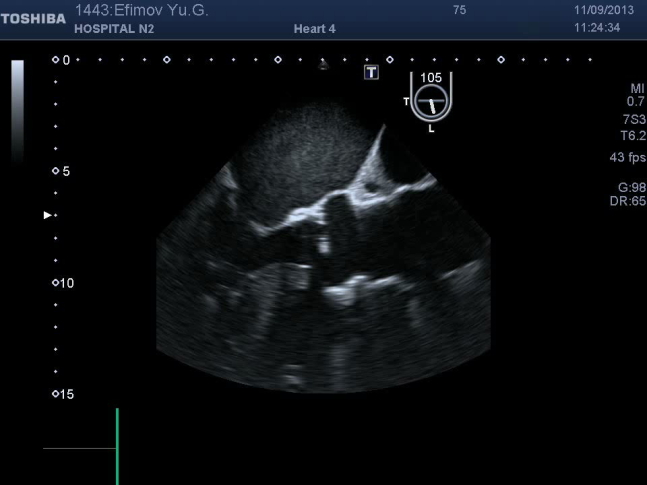 TOSHIBA
1443:Efimov Yu.G.
75
11/09/2013
HOSPITAL N2
Heart 4
11:24:34
0
T
105
T
L
MI
0.7
7S3
T6.2
43 fps
G:98
DR:65
5
10
15